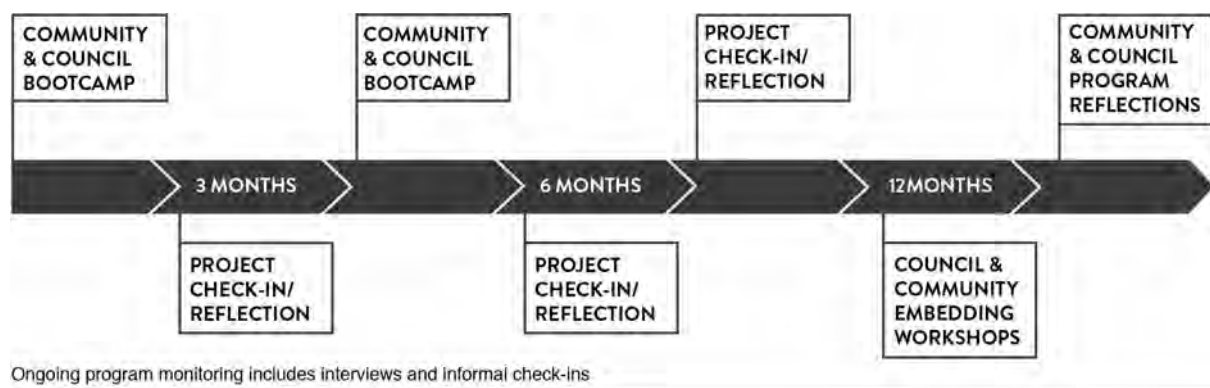 COMMUNITY
& COUNCIL
BOOTCAMP
COMMUNITY
& COUNCIL
BOOTCAMP
PROJECT
CHECK-IN/
REFLECTION
COMMUNITY
& COUNCIL
PROGRAM
REFLECTIONS
3 MONTHS
6 MONTHS
12MONTHS
PROJECT
CHECK-IN/
REFLECTION
PROJECT
CHECK-IN/
REFLECTION
COUNCIL &
COMMUNITY
EMBEDDING
WORKSHOPS
Ongoing program monitoring includes interviews and informal check-ins